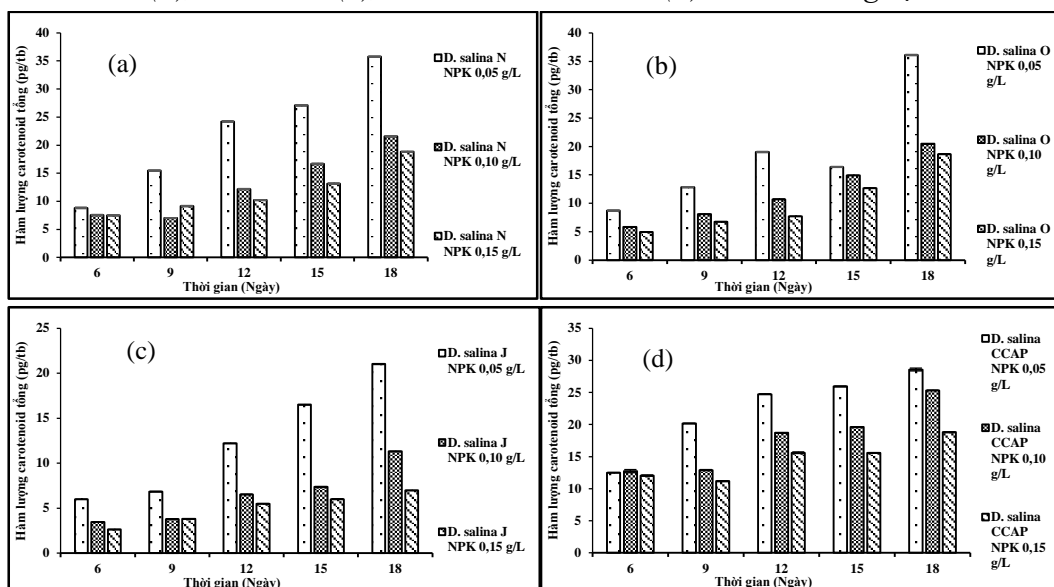 Hàm lượng carotenoid tổng (pg/tb)
40
35
30
25
20
15
10
5
0
(a)
6 9 12 15 18
Thời gian (Ngày)
D. salina N
NPK 0,05
g/L
D. salina N
NPK 0,10
g/L
D. salina N
NPK 0,15 g/L
Hàm lượng carotenoid tổng (pg/tb)
40
35
30
25
20
15
10
5
0
(b)
6 9 12 15 18
Thời gian (Ngày)
D. salina O
NPK 0,05
g/L
D. salina O
NPK 0,10
g/L
D. salina O
NPK 0,15
g/L
Hàm lượng carotenoid tổng (pg/tb)
25
20
15
10
5
0
(c)
6 9 12 15 18
Thời gian (Ngày)
D. salina J
NPK 0,05 g/L
D. salina J
NPK 0,10 g/L
D. salina J
NPK 0,15 g/L
Hàm lượng carotenoid tổng (pg/tb)
35
30
25
20
15
10
5
0
(d)
6 9 12 15 18
Thời gian (Ngày)
D. salina
CCAP
NPK 0,05
g/L
D. salina
CCAP
NPK 0,10
g/L
D. salina
CCAP
NPK 0,15
g/L